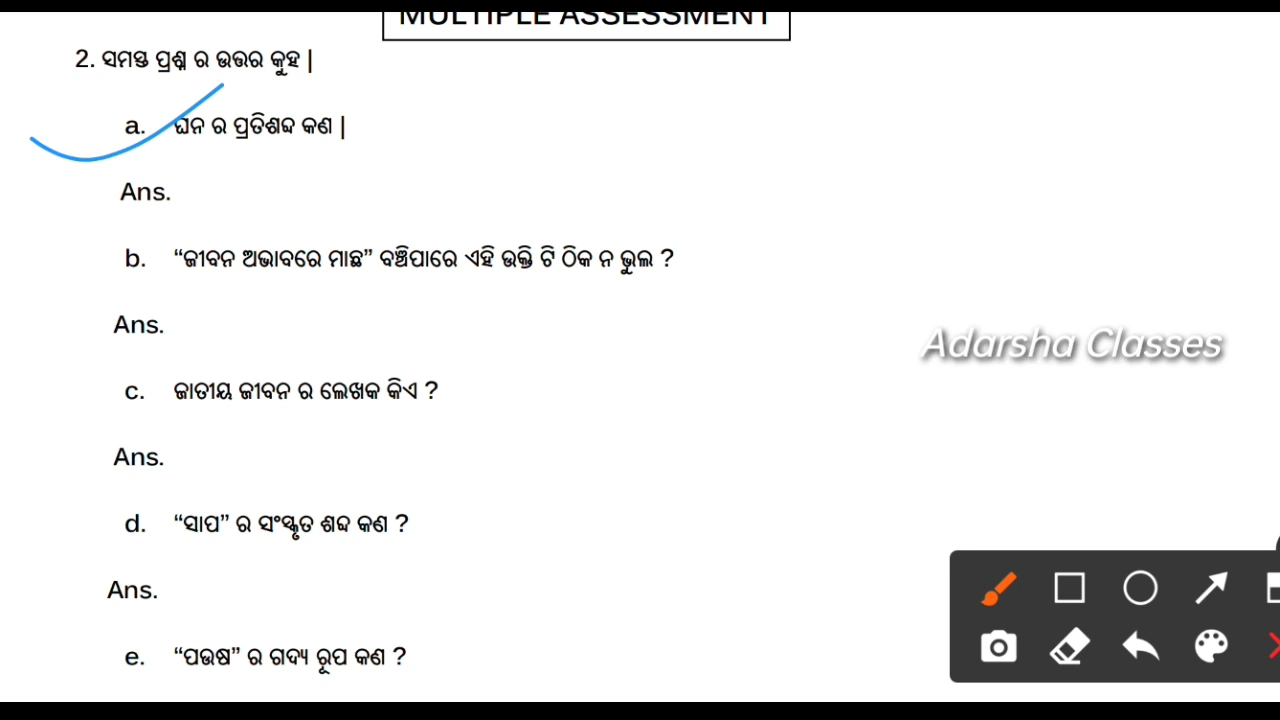 MULTIPLE ASSESSMENT
2. ସମସ୍ତ ପ୍ରଶ୍ନ ର ଉତ୍ତର କୁହ |
a. ଘନ ର ପ୍ରତିଶବ୍ଦ କଣ |
Ans.
b. “ଜୀବନ ଅଭାବରେ ମାଛ” ବଞ୍ଚିପାରେ ଏହି ଉକ୍ତି ଟି ଠିକ ନ ଭୁଲ ?
Ans.
Adarsha Classes
c. ଜାତୀୟ ଜୀବନ ର ଲେଖକ କିଏ ?
Ans.
d. “ସାପ” ର ସଂସ୍କୃତ ଶବ୍ଦ କଣ ?
Ans.
e. “ପଉଷ” ର ଗଦ୍ୟ ରୂପ କଣ ?